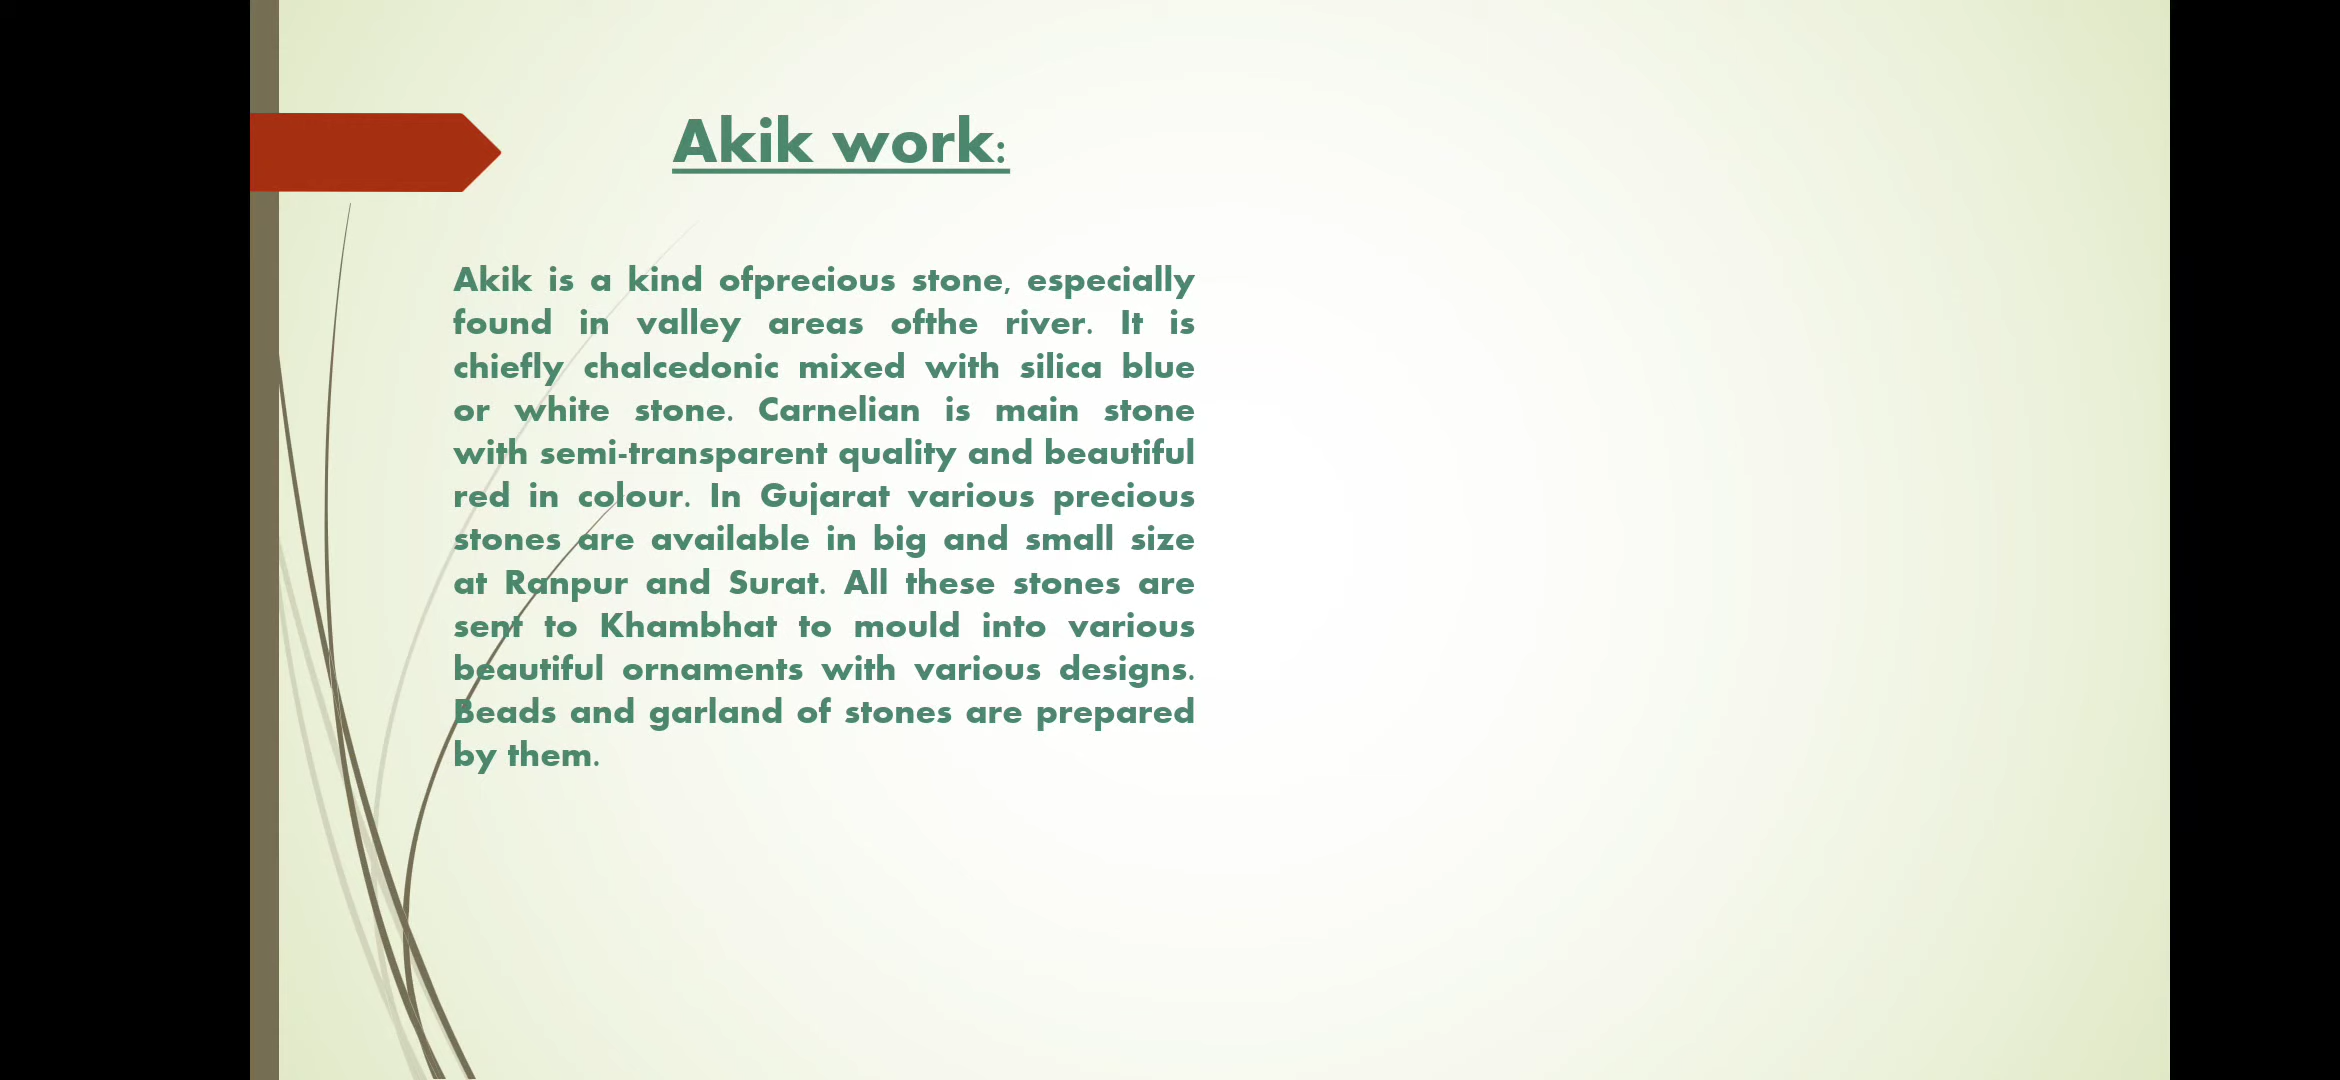 Akik work:
Akik is a kind ofprecious stone, especially
found in valley areas ofthe river. It is
chiefly chalcedonic mixed with silica blue
or white stone. Carnelian is main stone
with semi-transparent quality and beautiful
red in colour. In Gujarat various precious
stones are available in big and small size
at Ranpur and Surat. All these stones are
sent to Khambhat to mould into various
beautiful ornaments with various designs.
Beads and garland of stones are prepared
by them.